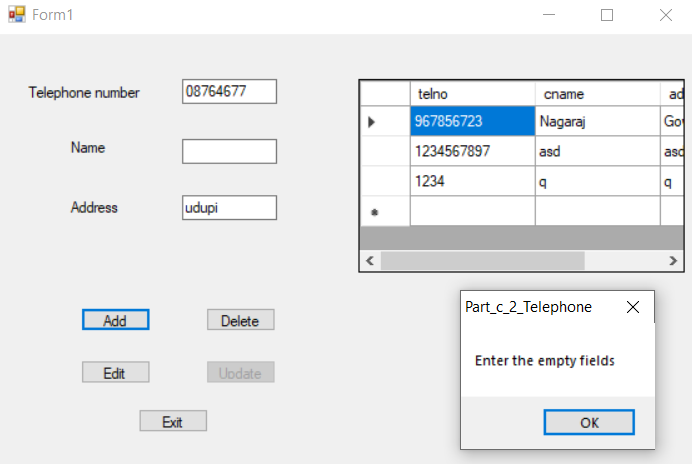 Form1
Telephone number 08764677
Name
Address udupi
Add Delete
Edit Update
Exit
telno cname ad
967856723 Nagaraj Gov
1234567897 asd asd
1234 q q
Part_c_2_Telephone
Enter the empty fields
OK